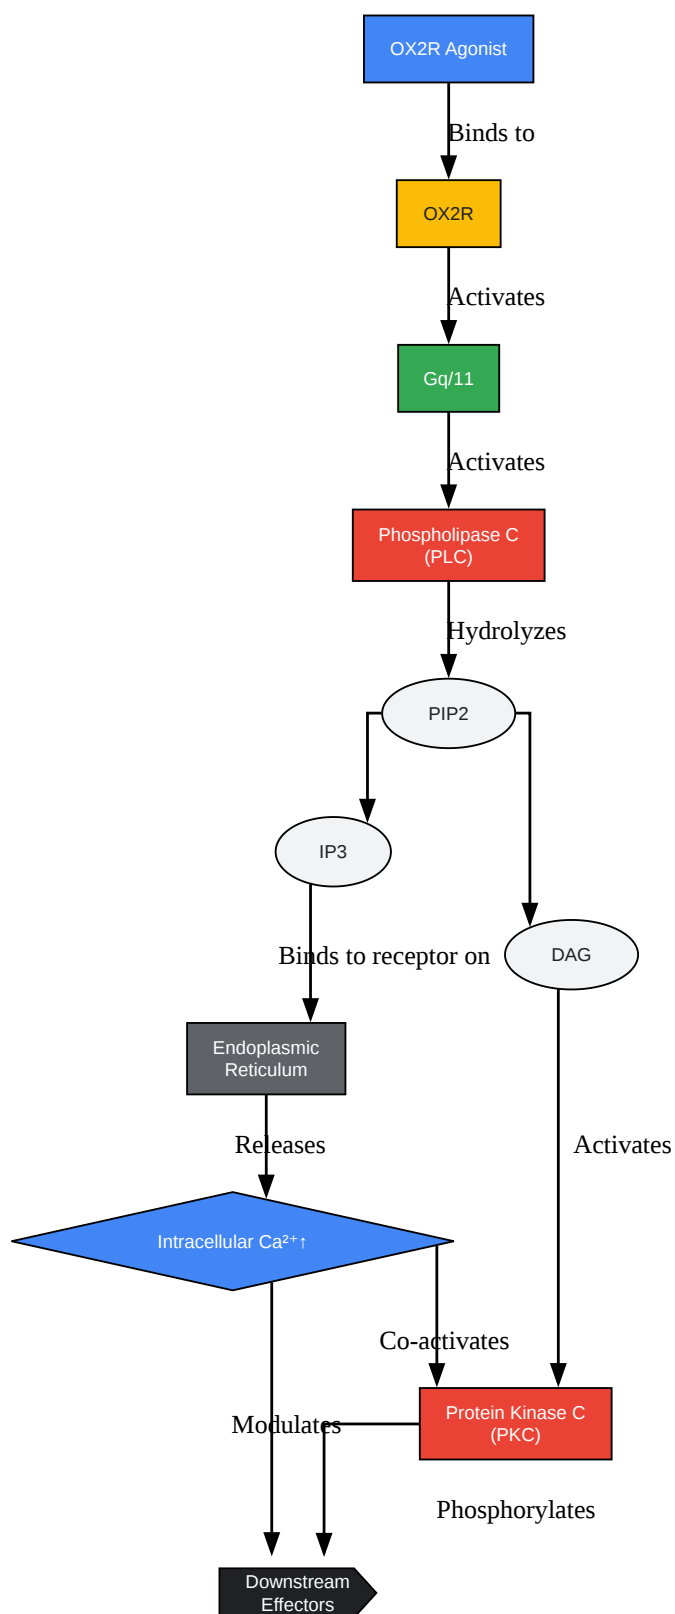 OX2R Agonist
Binds to
OX2R
Activates
Gq/11
Activates
Phospholipase C
(PLC)
Hydrolyzes
PIP2
IP3
Binds to receptor on
DAG
Endoplasmic
Reticulum
Releases
Activates
Intracellular Ca²⁺↑
Co-activates
Protein Kinase C
(PKC)
Modulates
Phosphorylates
Downstream
Effectors